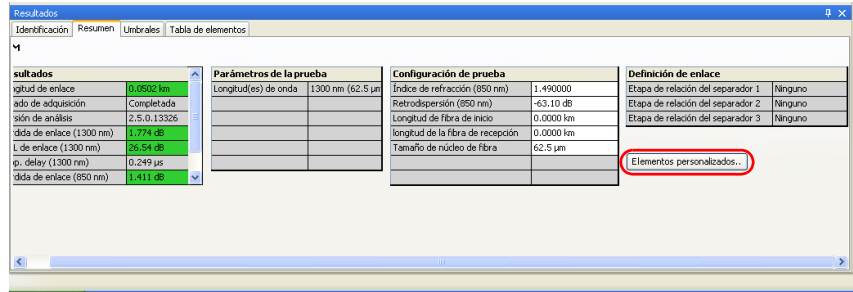 Resultados
Identificación Resumen Umbrales Tabla de elementos
sultados
ngitud de enlace 0.0502 km
ado de adquisición Completada
rsión de análisis 2.5.0.13326
rdida de enlace (1300 nm) 1.774 dB
L de enlace (1300 nm) 26.54 dB
p. delay (1300 nm) 0.249 µs
rdida de enlace (850 nm) 1.411 dB
Parámetros de la prueba
Longitud(es) de onda 1300 nm (62.5 µm
Configuración de prueba
Índice de refracción (850 nm) 1.490000
Retrodispersión (850 nm) -63.10 dB
Longitud de fibra de inicio 0.0000 km
longitud de la fibra de recepción 0.0000 km
Tamaño de núcleo de fibra 62.5 µm
Definición de enlace
Etapa de relación del separador 1 Ninguno
Etapa de relación del separador 2 Ninguno
Etapa de relación del separador 3 Ninguno
Elementos personalizados..